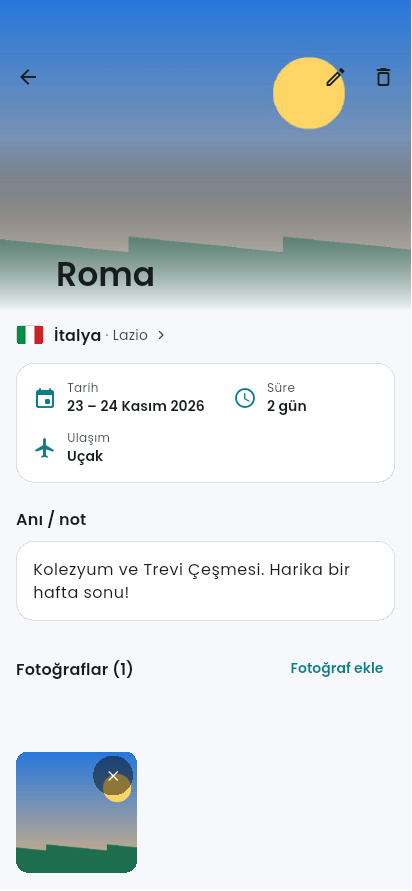 Roma
İtalya · Lazio
Tarih
23 – 24 Kasım 2026
Süre
2 gün
Ulaşım
Uçak
Anı / not
Kolezyum ve Trevi Çeşmesi. Harika bir
hafta sonu!
Fotoğraflar (1)
Fotoğraf ekle